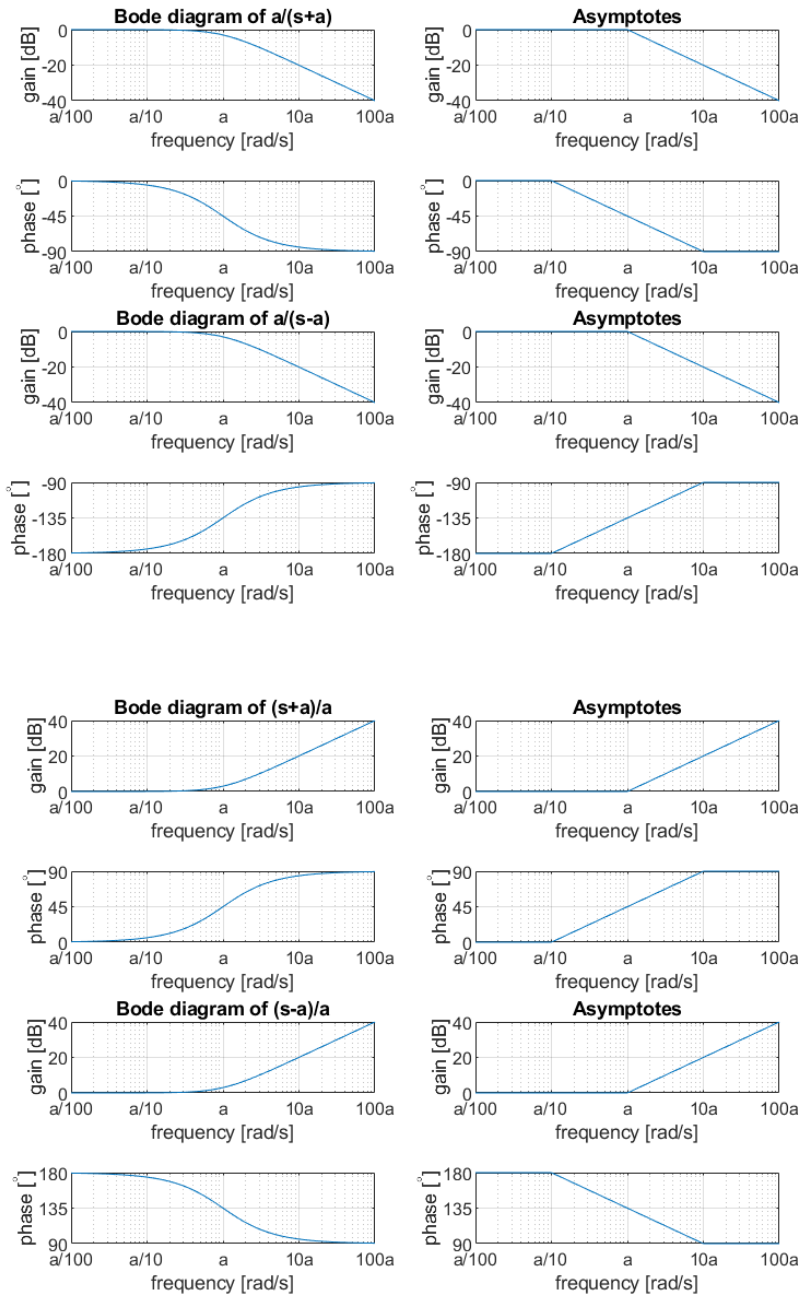 Bode diagram of a/(s+a)
Asymptotes
gain [dB]
0
-20
-40
a/100 a/10 a 10a 100a
frequency [rad/s]
gain [dB]
0
-20
-40
a/100 a/10 a 10a 100a
frequency [rad/s]
phase [°]
0
-45
-90
a/100 a/10 a 10a 100a
frequency [rad/s]
phase [°]
0
-45
-90
a/100 a/10 a 10a 100a
frequency [rad/s]
Bode diagram of a/(s-a)
Asymptotes
gain [dB]
0
-20
-40
a/100 a/10 a 10a 100a
frequency [rad/s]
gain [dB]
0
-20
-40
a/100 a/10 a 10a 100a
frequency [rad/s]
phase [°]
-90
-135
-180
a/100 a/10 a 10a 100a
frequency [rad/s]
phase [°]
-90
-135
-180
a/100 a/10 a 10a 100a
frequency [rad/s]
Bode diagram of (s+a)/a
Asymptotes
gain [dB]
40
20
0
a/100 a/10 a 10a 100a
frequency [rad/s]
gain [dB]
40
20
0
a/100 a/10 a 10a 100a
frequency [rad/s]
phase [°]
90
45
0
a/100 a/10 a 10a 100a
frequency [rad/s]
phase [°]
90
45
0
a/100 a/10 a 10a 100a
frequency [rad/s]
Bode diagram of (s-a)/a
Asymptotes
gain [dB]
40
20
0
a/100 a/10 a 10a 100a
frequency [rad/s]
gain [dB]
40
20
0
a/100 a/10 a 10a 100a
frequency [rad/s]
phase [°]
180
135
90
a/100 a/10 a 10a 100a
frequency [rad/s]
phase [°]
180
135
90
a/100 a/10 a 10a 100a
frequency [rad/s]